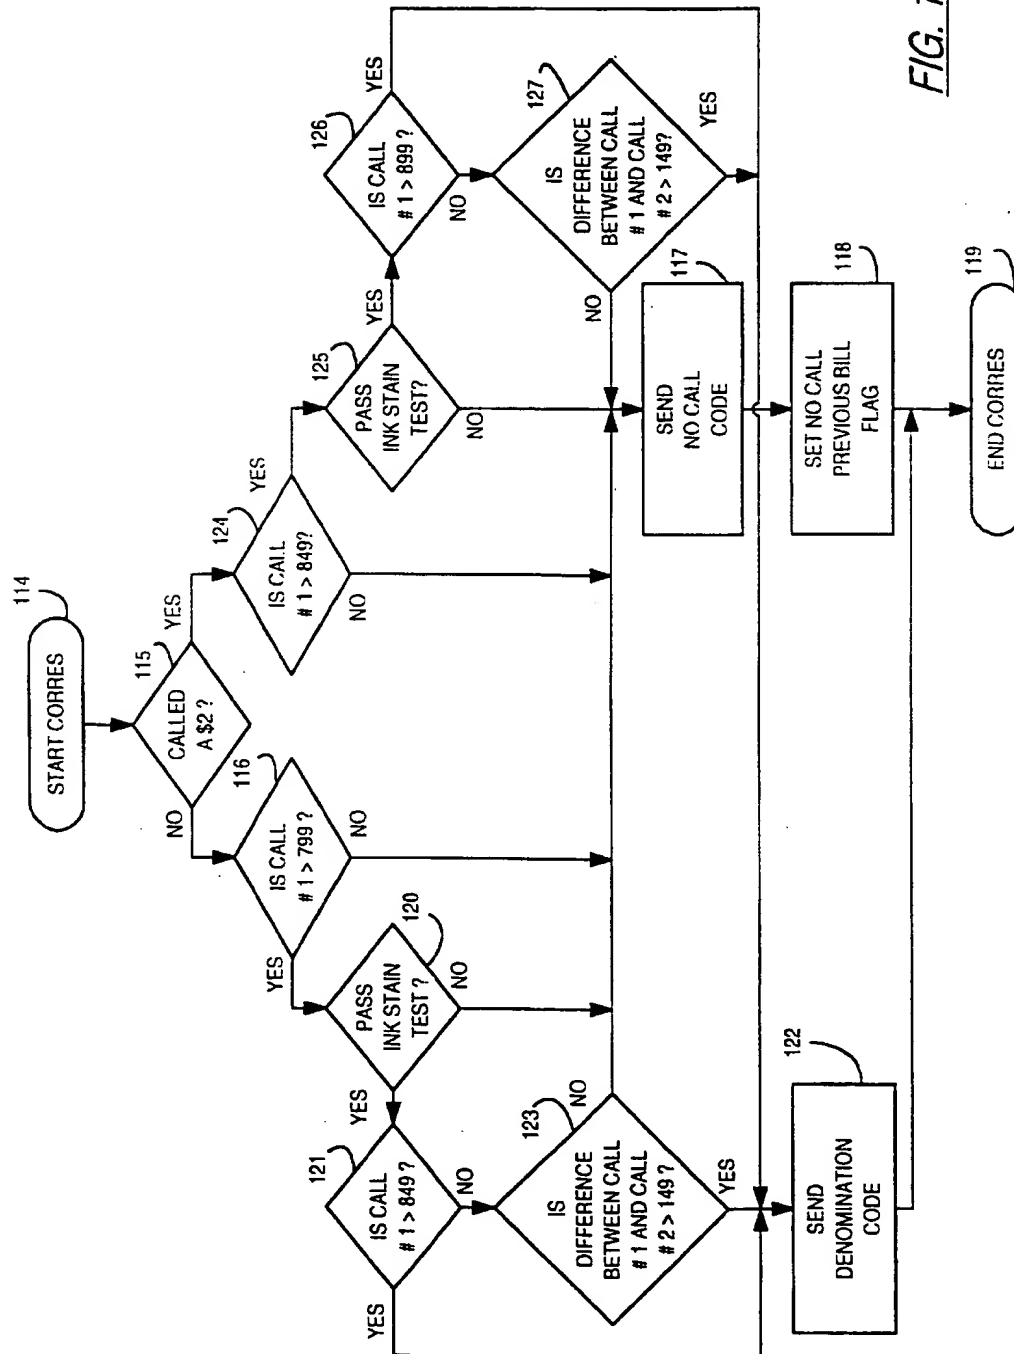 START CORRES
114
115
CALLED
A $2 ?
NO
YES
116
IS CALL
# 1 > 799 ?
YES
NO
124
IS CALL
# 1 > 849?
YES
NO
120
PASS
INK STAIN
TEST ?
YES
NO
125
PASS
INK STAIN
TEST?
YES
NO
121
IS CALL
# 1 > 849 ?
YES
NO
126
IS CALL
# 1 > 899 ?
YES
NO
123
IS
DIFFERENCE
BETWEEN CALL
# 1 AND CALL
# 2 > 149 ?
NO
YES
127
IS
DIFFERENCE
BETWEEN CALL
# 1 AND CALL
# 2 > 149?
NO
YES
117
SEND
NO CALL
CODE
122
SEND
DENOMINATION
CODE
118
SET NO CALL
PREVIOUS BILL
FLAG
119
END CORRES
FIG.